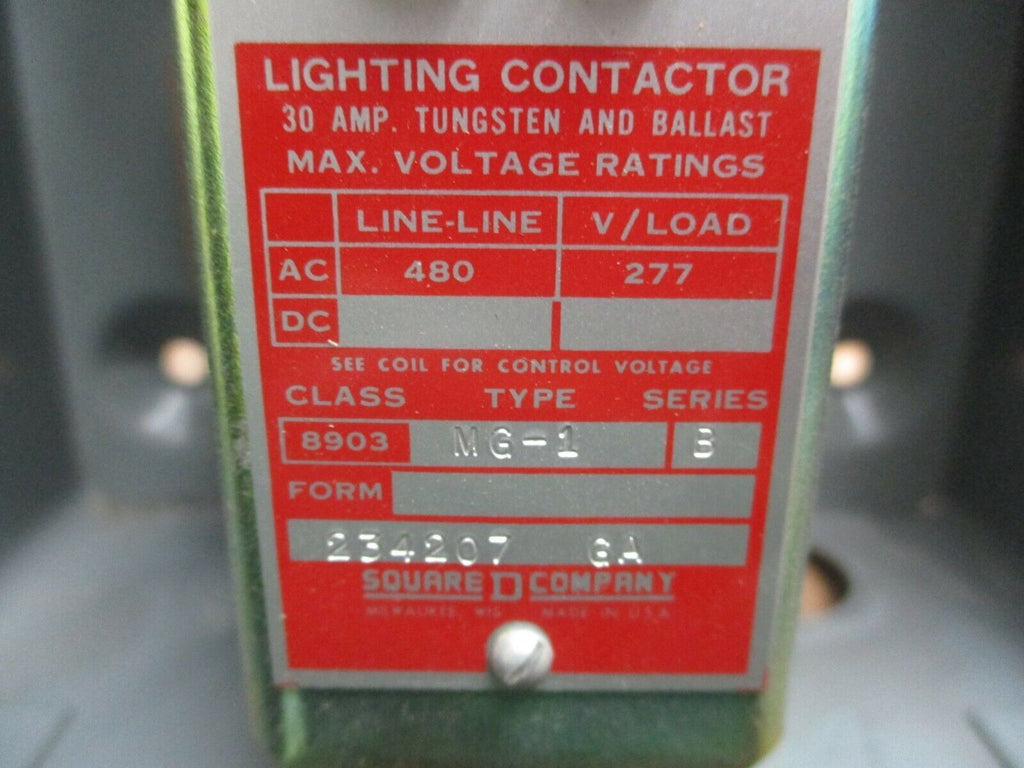 LIGHTING CONTACTOR
30 AMP. TUNGSTEN AND BALLAST
MAX. VOLTAGE RATINGS
LINE-LINE V/LOAD
AC 480 277
DC
SEE COIL FOR CONTROL VOLTAGE
CLASS TYPE SERIES
8903 MG-1 B
FORM
234207 GA
SQUARE D COMPANY
MILWAUKEE, WIS. MADE IN U.S.A.